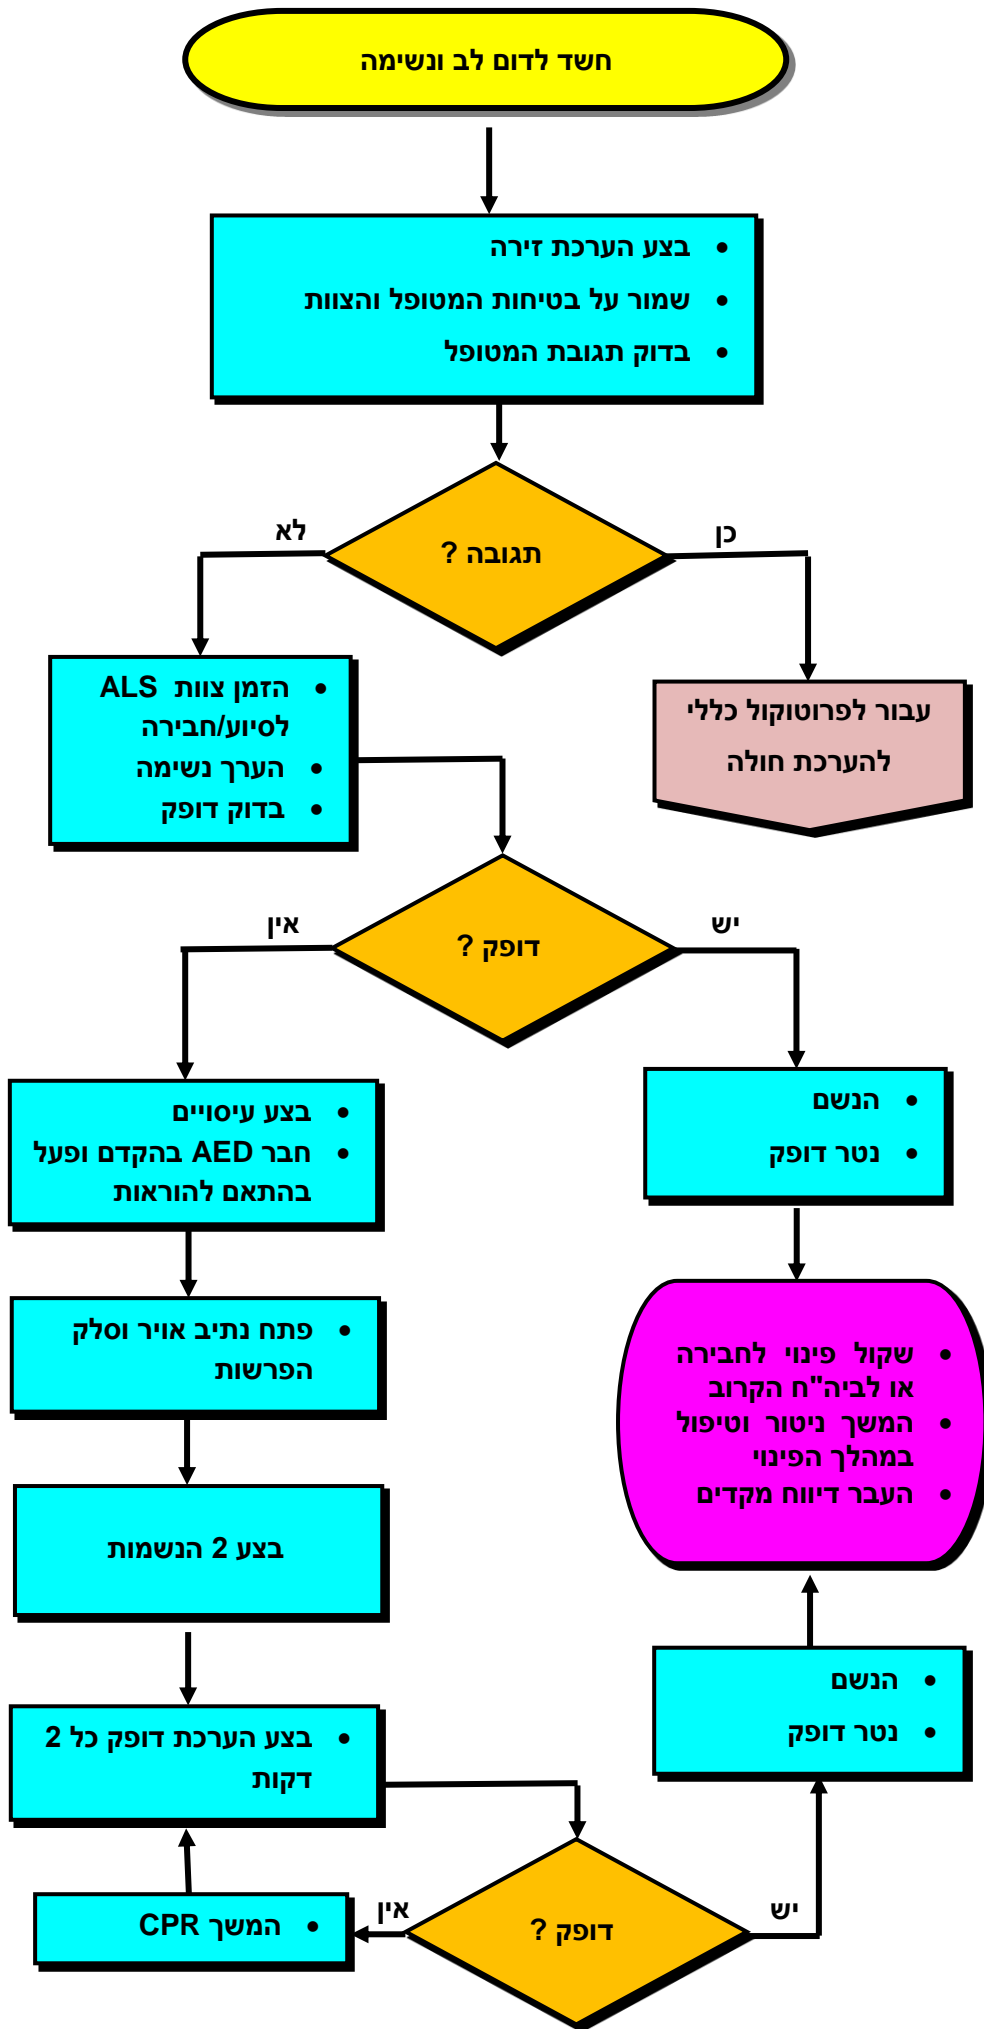 חשד לדום לב ונשימה
• בצע הערכת זירה
• שמור על בטיחות המטופל והצוות
• בדוק תגובת המטופל
תגובה ?
לא
כן
• הזמן צוות ALS
לסיוע/חבירה
• הערך נשימה
• בדוק דופק
עבור לפרוטוקול כללי
להערכת חולה
דופק ?
אין
יש
• בצע עיסויים
• חבר AED בהקדם ופעל
בהתאם להוראות
• הנשם
• נטר דופק
• פתח נתיב אויר וסלק
הפרשות
• שקול פינוי לחבירה
או לביה"ח הקרוב
• המשך ניטור וטיפול
במהלך הפינוי
• העבר דיווח מקדים
בצע 2 הנשמות
• הנשם
• נטר דופק
• בצע הערכת דופק כל 2
דקות
דופק ?
אין
יש
• המשך CPR